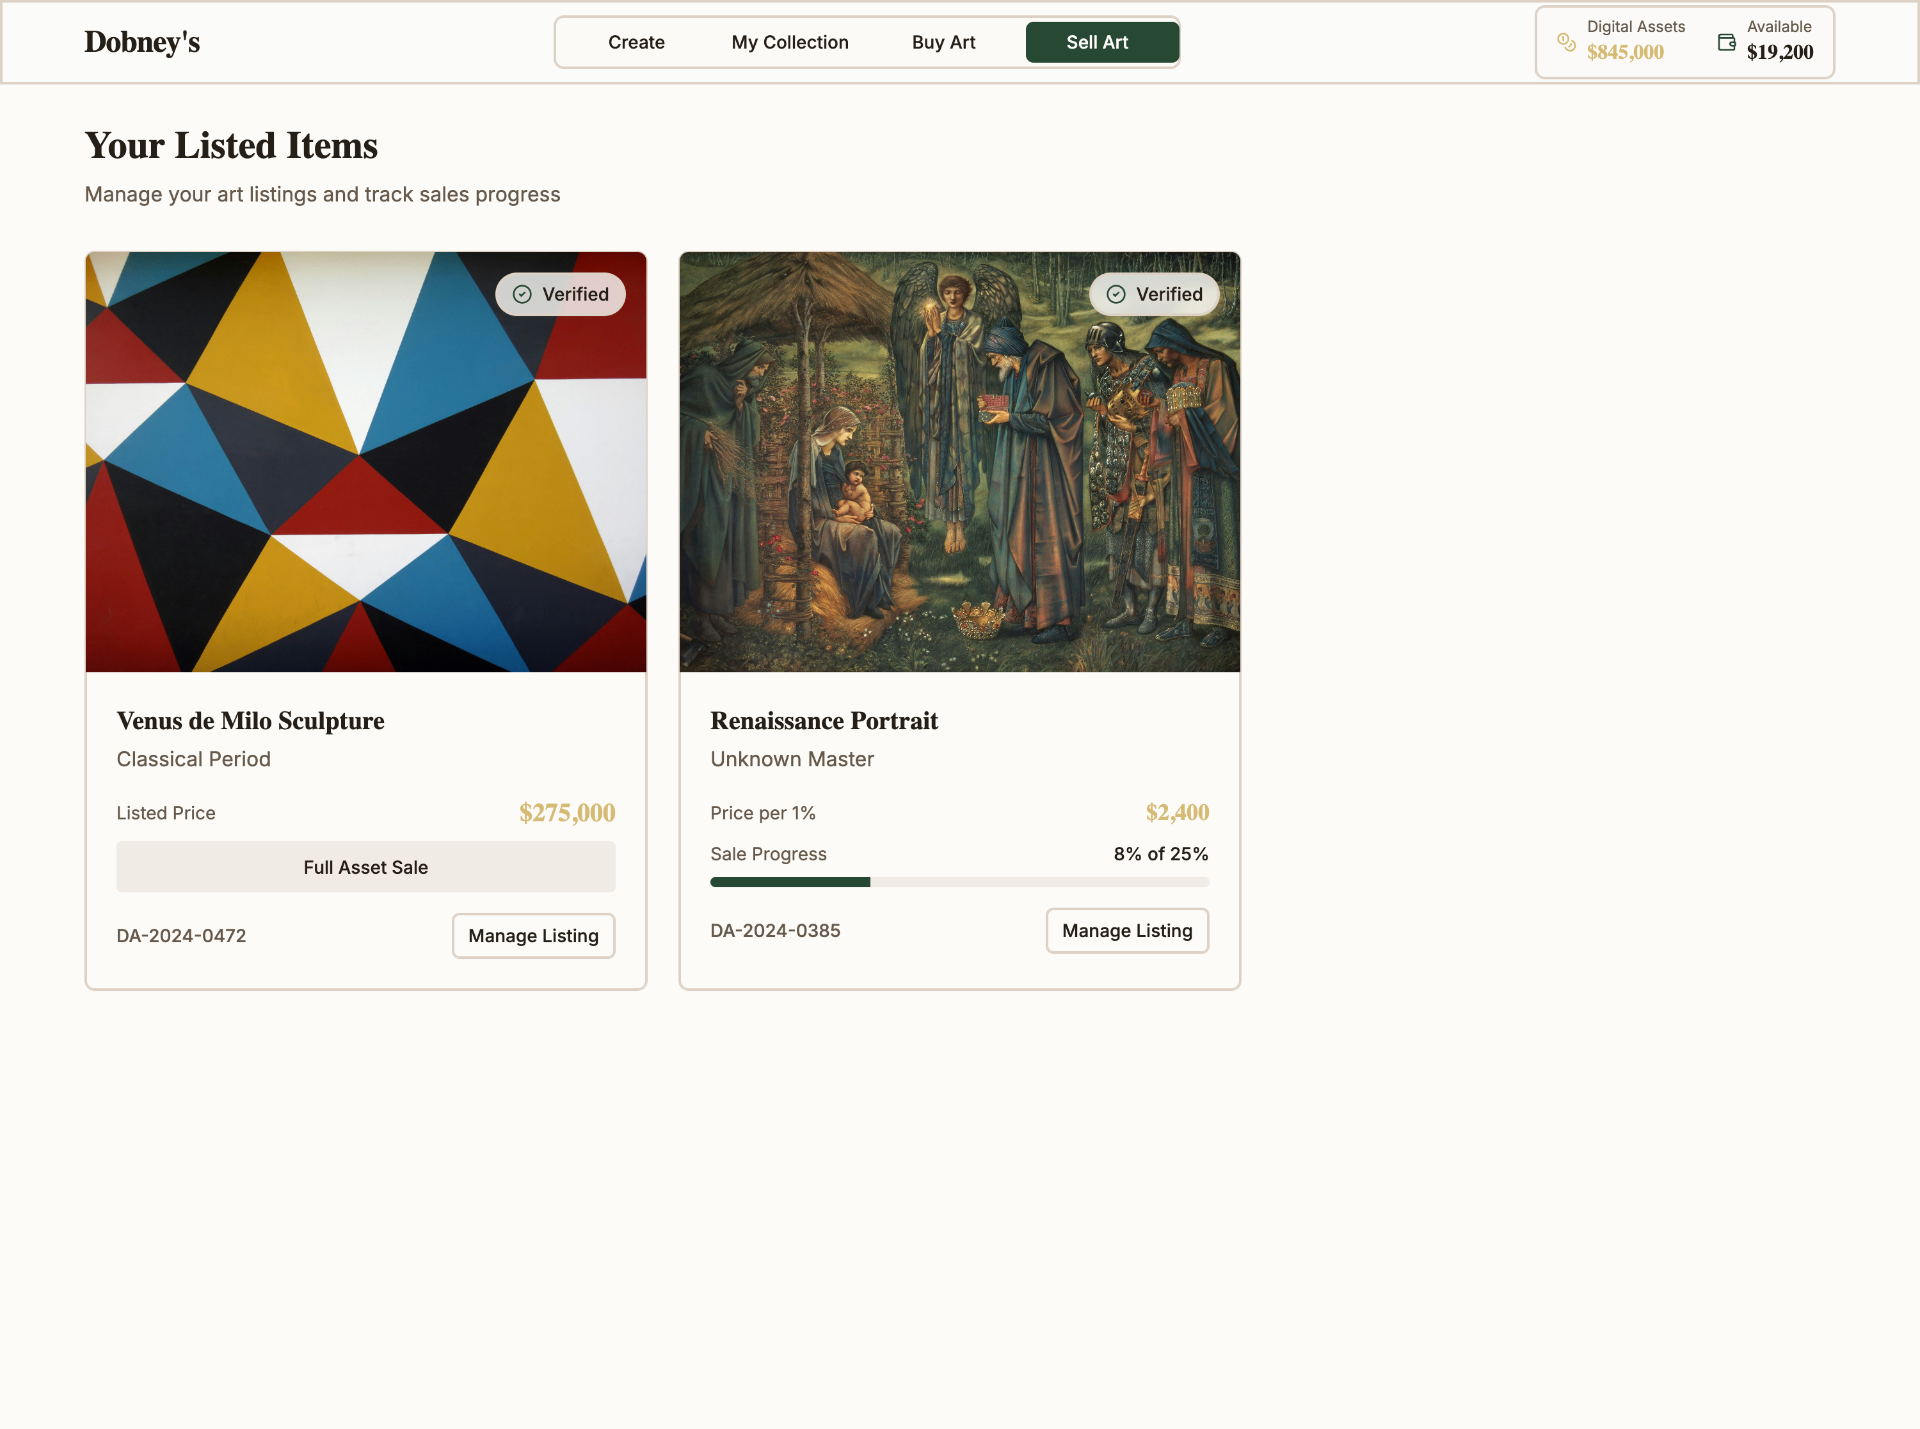 Dobney's
Create
My Collection
Buy Art
Sell Art
Digital Assets
$845,000
Available
$19,200
Your Listed Items
Manage your art listings and track sales progress
Verified
Venus de Milo Sculpture
Classical Period
Listed Price $275,000
Full Asset Sale
DA-2024-0472
Manage Listing
Verified
Renaissance Portrait
Unknown Master
Price per 1% $2,400
Sale Progress 8% of 25%
DA-2024-0385
Manage Listing